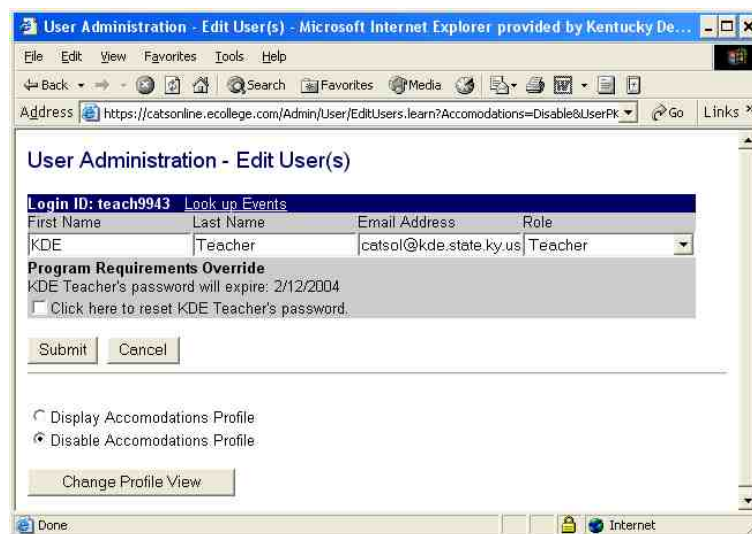 User Administration - Edit User(s) - Microsoft Internet Explorer provided by Kentucky De...
File Edit View Favorites Tools Help
Back Search Favorites Media
Address https://catsonline.ecollege.com/Admin/User/EditUsers.learn?Accomodations=Disable&UserPk Go Links »
User Administration - Edit User(s)
Login ID: teach9943 Look up Events
First Name Last Name Email Address Role
KDE Teacher catsol@kde.state.ky.us Teacher
Program Requirements Override
KDE Teacher's password will expire: 2/12/2004
Click here to reset KDE Teacher's password.
Submit Cancel
Display Accomodations Profile
Disable Accomodations Profile
Change Profile View
Done Internet